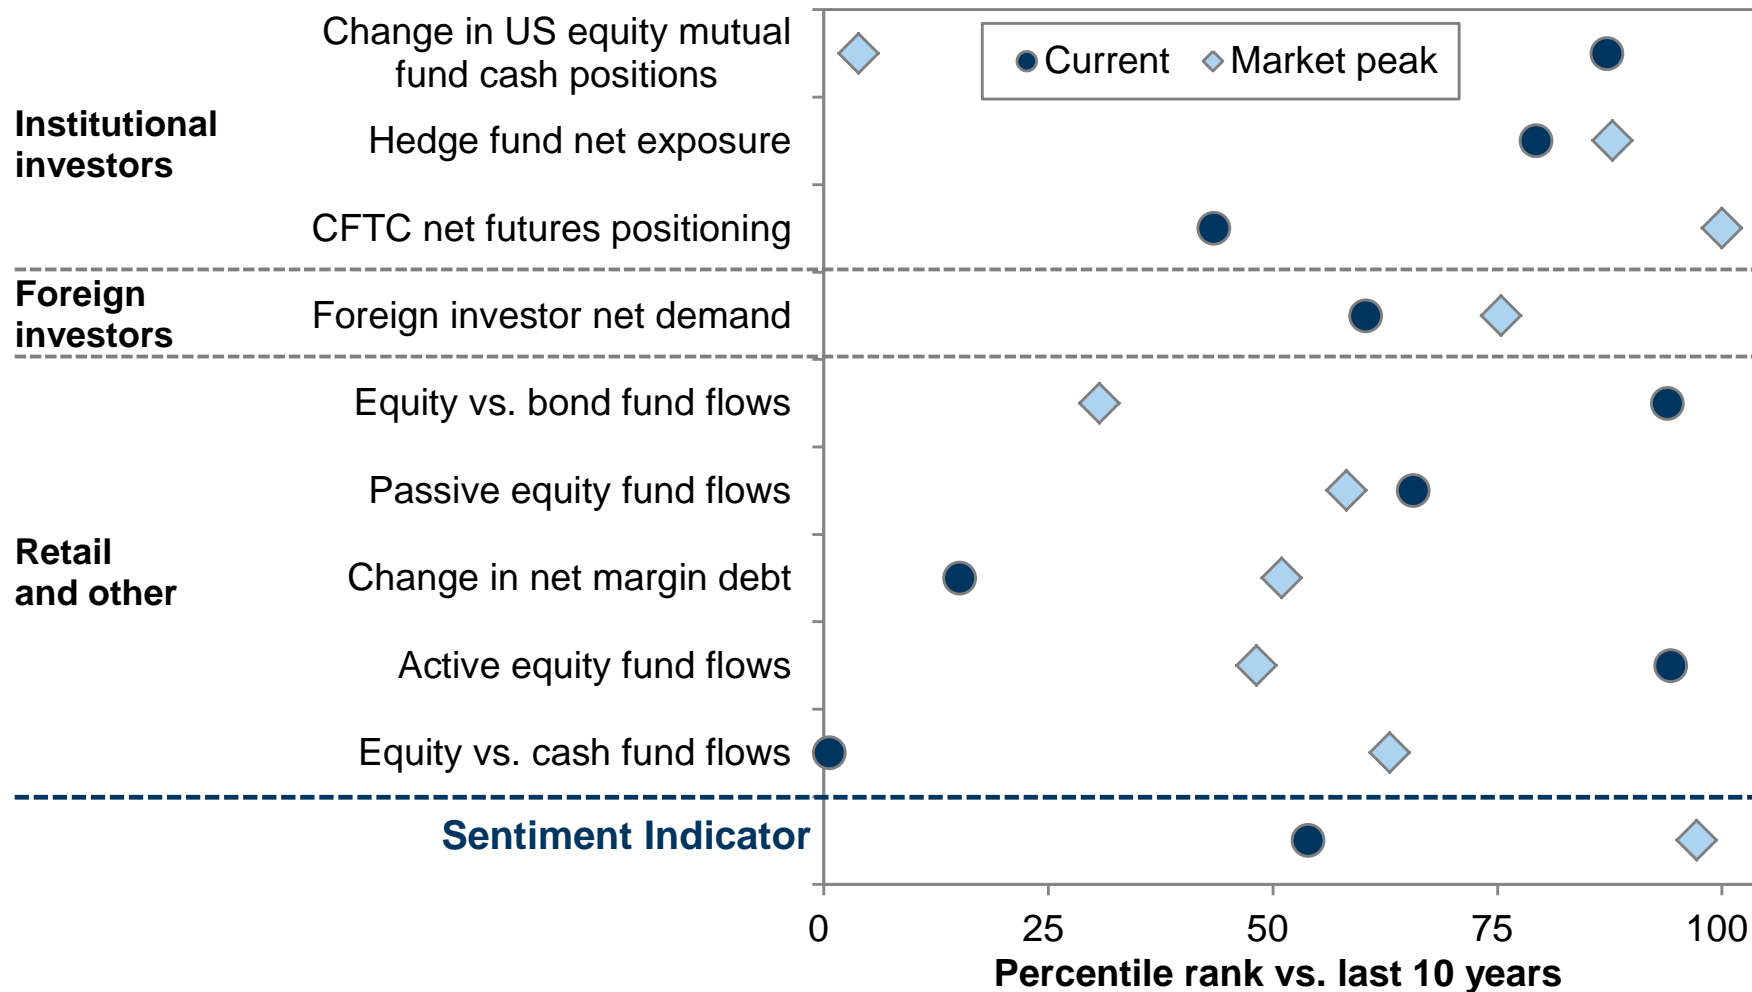 Change in US equity mutual
fund cash positions
Current
Market peak
Institutional
investors
Hedge fund net exposure
CFTC net futures positioning
Foreign
investors
Foreign investor net demand
Equity vs. bond fund flows
Passive equity fund flows
Retail
and other
Change in net margin debt
Active equity fund flows
Equity vs. cash fund flows
Sentiment Indicator
0 25 50 75 100
Percentile rank vs. last 10 years